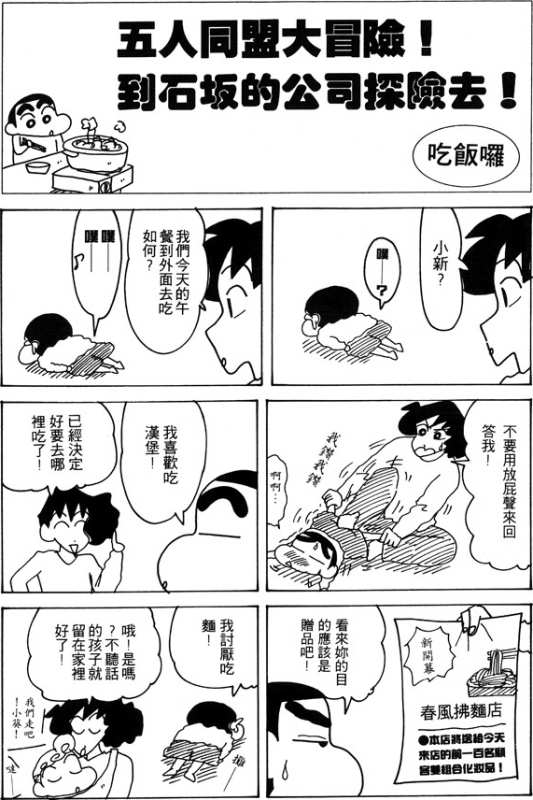 五人同盟大冒險！
到石坂的公司探險去！
吃飯囉
小新？
噗—？
我們今天的午
餐到外面去吃
如何？
噗—
噗—♪
不要用放屁聲來回
答我！
我鑽我鑽
啊啊…
我喜歡吃
漢堡！
已經決定
好要去哪
裡吃了！
新開幕
春風拂麵店
●本店將送給今天
來店的前一百名顧
客雙組合化妝品！
看來妳的目
的應該是
贈品吧！
我討厭吃
麵！
哦！是嗎
？不聽話
的孩子就
留在家裡
好了！
我們走吧
！小葵！